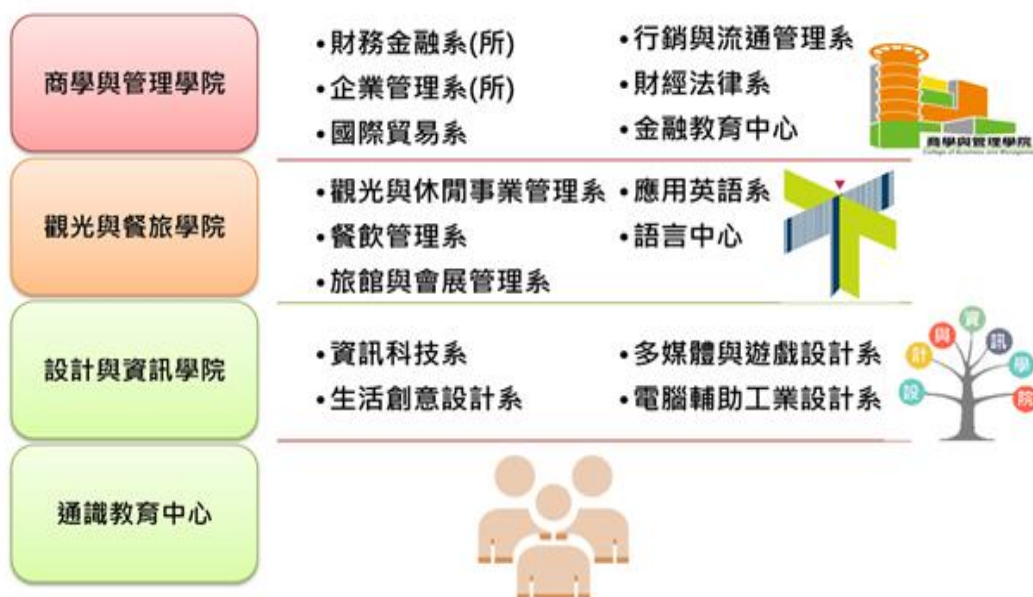 商學與管理學院
•財務金融系(所)
•企業管理系(所)
•國際貿易系
•行銷與流通管理系
•財經法律系
•金融教育中心
商學與管理學院
College of Business and Management
觀光與餐旅學院
•觀光與休閒事業管理系
•餐飲管理系
•旅館與會展管理系
•應用英語系
•語言中心
設計與資訊學院
•資訊科技系
•生活創意設計系
•多媒體與遊戲設計系
•電腦輔助工業設計系
設計與資訊學院
通識教育中心